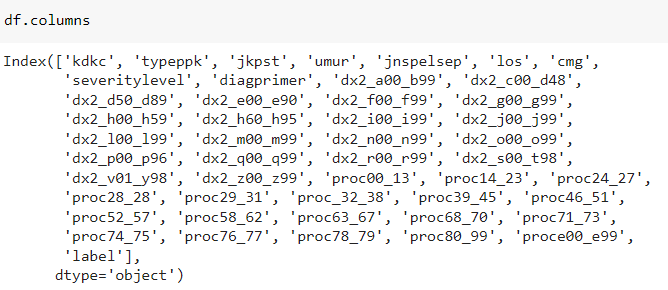 df.columns
Index(['kdkc', 'typeppk', 'jkpst', 'umur', 'jnspelsep', 'los', 'cmg',
'severitylevel', 'diagprimer', 'dx2_a00_b99', 'dx2_c00_d48',
'dx2_d50_d89', 'dx2_e00_e90', 'dx2_f00_f99', 'dx2_g00_g99',
'dx2_h00_h59', 'dx2_h60_h95', 'dx2_i00_i99', 'dx2_j00_j99',
'dx2_l00_l99', 'dx2_m00_m99', 'dx2_n00_n99', 'dx2_o00_o99',
'dx2_p00_p96', 'dx2_q00_q99', 'dx2_r00_r99', 'dx2_s00_t98',
'dx2_v01_y98', 'dx2_z00_z99', 'proc00_13', 'proc14_23', 'proc24_27',
'proc28_28', 'proc29_31', 'proc_32_38', 'proc39_45', 'proc46_51',
'proc52_57', 'proc58_62', 'proc63_67', 'proc68_70', 'proc71_73',
'proc74_75', 'proc76_77', 'proc78_79', 'proc80_99', 'proce00_e99',
'label'],
dtype='object')